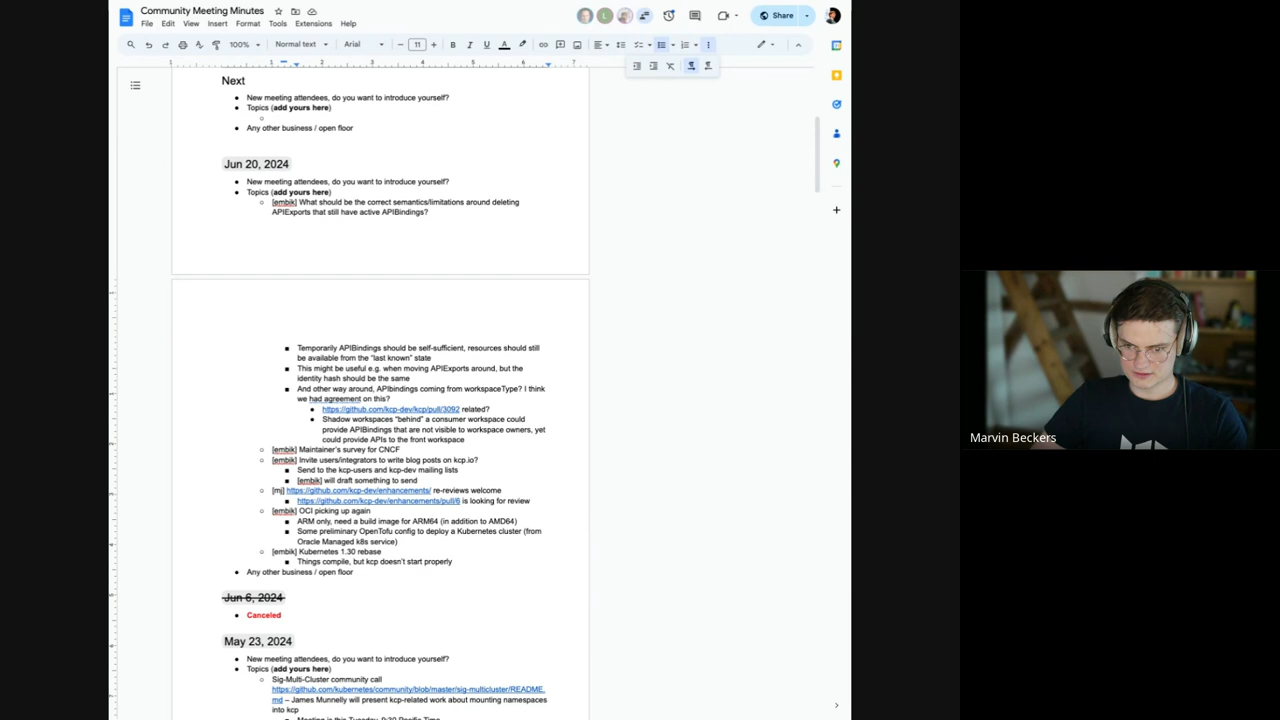 Community Meeting Minutes
File Edit View Insert Format Tools Extensions Help
Share
100% Normal text Arial 11
Next
New meeting attendees, do you want to introduce yourself?
Topics (add yours here)
Any other business / open floor
Jun 20, 2024
New meeting attendees, do you want to introduce yourself?
Topics (add yours here)
[embik] What should be the correct semantics/limitations around deleting
APIExports that still have active APIBindings?
Temporarily APIBindings should be self-sufficient, resources should still
be available from the "last known" state
This might be useful e.g. when moving APIExports around, but the
identity hash should be the same
And other way around, APIbindings coming from workspaceType? I think
we had agreement on this?
https://github.com/kcp-dev/kcp/pull/3092 related?
Shadow workspaces "behind" a consumer workspace could
provide APIBindings that are not visible to workspace owners, yet
could provide APIs to the front workspace
[embik] Maintainer's survey for CNCF
[embik] Invite users/integrators to write blog posts on kcp.io?
Send to the kcp-users and kcp-dev mailing lists
[embik] will draft something to send
[mj] https://github.com/kcp-dev/enhancements/ re-reviews welcome
https://github.com/kcp-dev/enhancements/pull/6 is looking for review
[embik] OCI picking up again
ARM only, need a build image for ARM64 (in addition to AMD64)
Some preliminary OpenTofu config to deploy a Kubernetes cluster (from
Oracle Managed k8s service)
[embik] Kubernetes 1.30 rebase
Things compile, but kcp doesn't start properly
Any other business / open floor
Jun 6, 2024
Canceled
May 23, 2024
New meeting attendees, do you want to introduce yourself?
Topics (add yours here)
Sig-Multi-Cluster community call
https://github.com/kubernetes/community/blob/master/sig-multicluster/README.
md – James Munnelly will present kcp-related work about mounting namespaces
into kcp
Meeting is this Tuesday, 9:30 Pacific Time
Marvin Beckers